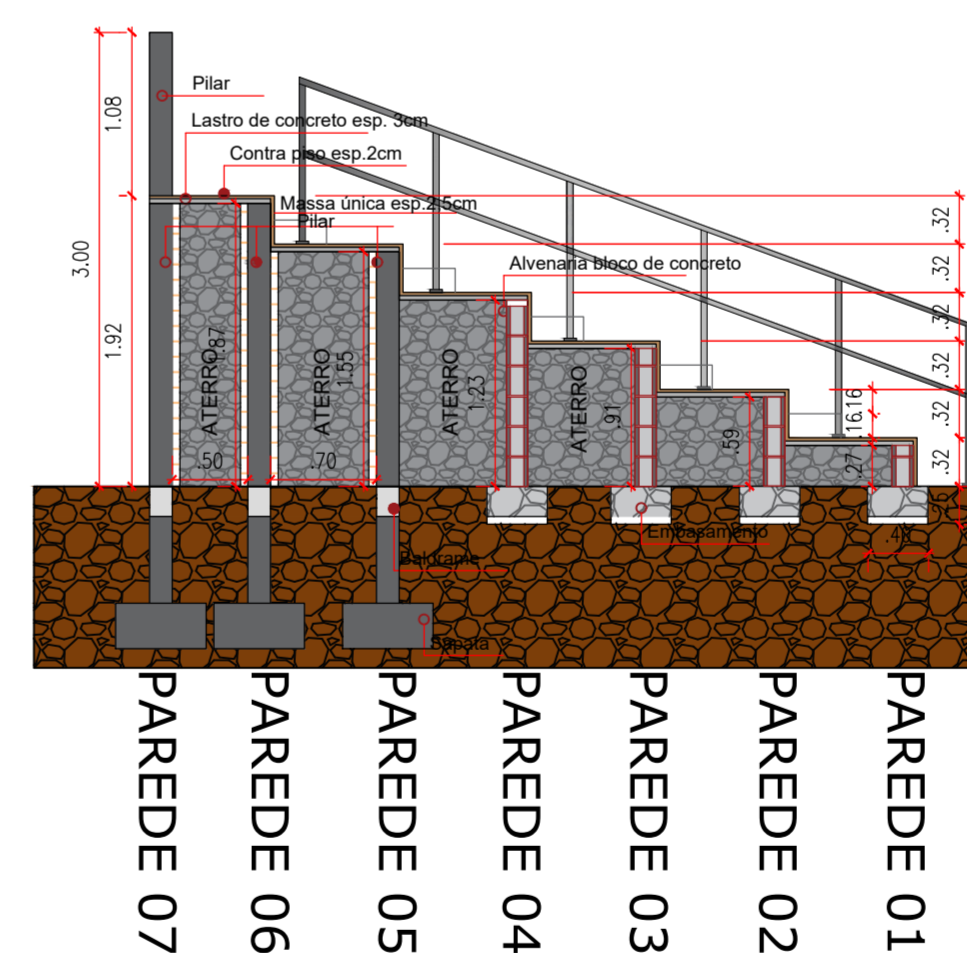 Pilar
1.08
Lastro de concreto esp. 3cm
Contra piso esp.2cm
Massa única esp.2.5cm
Pilar
3.00
1.92
Alvenaria bloco de concreto
.32
.32
.32
.32
.32
.32
ATERRO
1.87
ATERRO
1.55
ATERRO
1.23
ATERRO
.91
.59
.16
.16
.27
.50
.70
Embasamento
Balbrame
Sapata
PAREDE 07
PAREDE 06
PAREDE 05
PAREDE 04
PAREDE 03
PAREDE 02
PAREDE 01